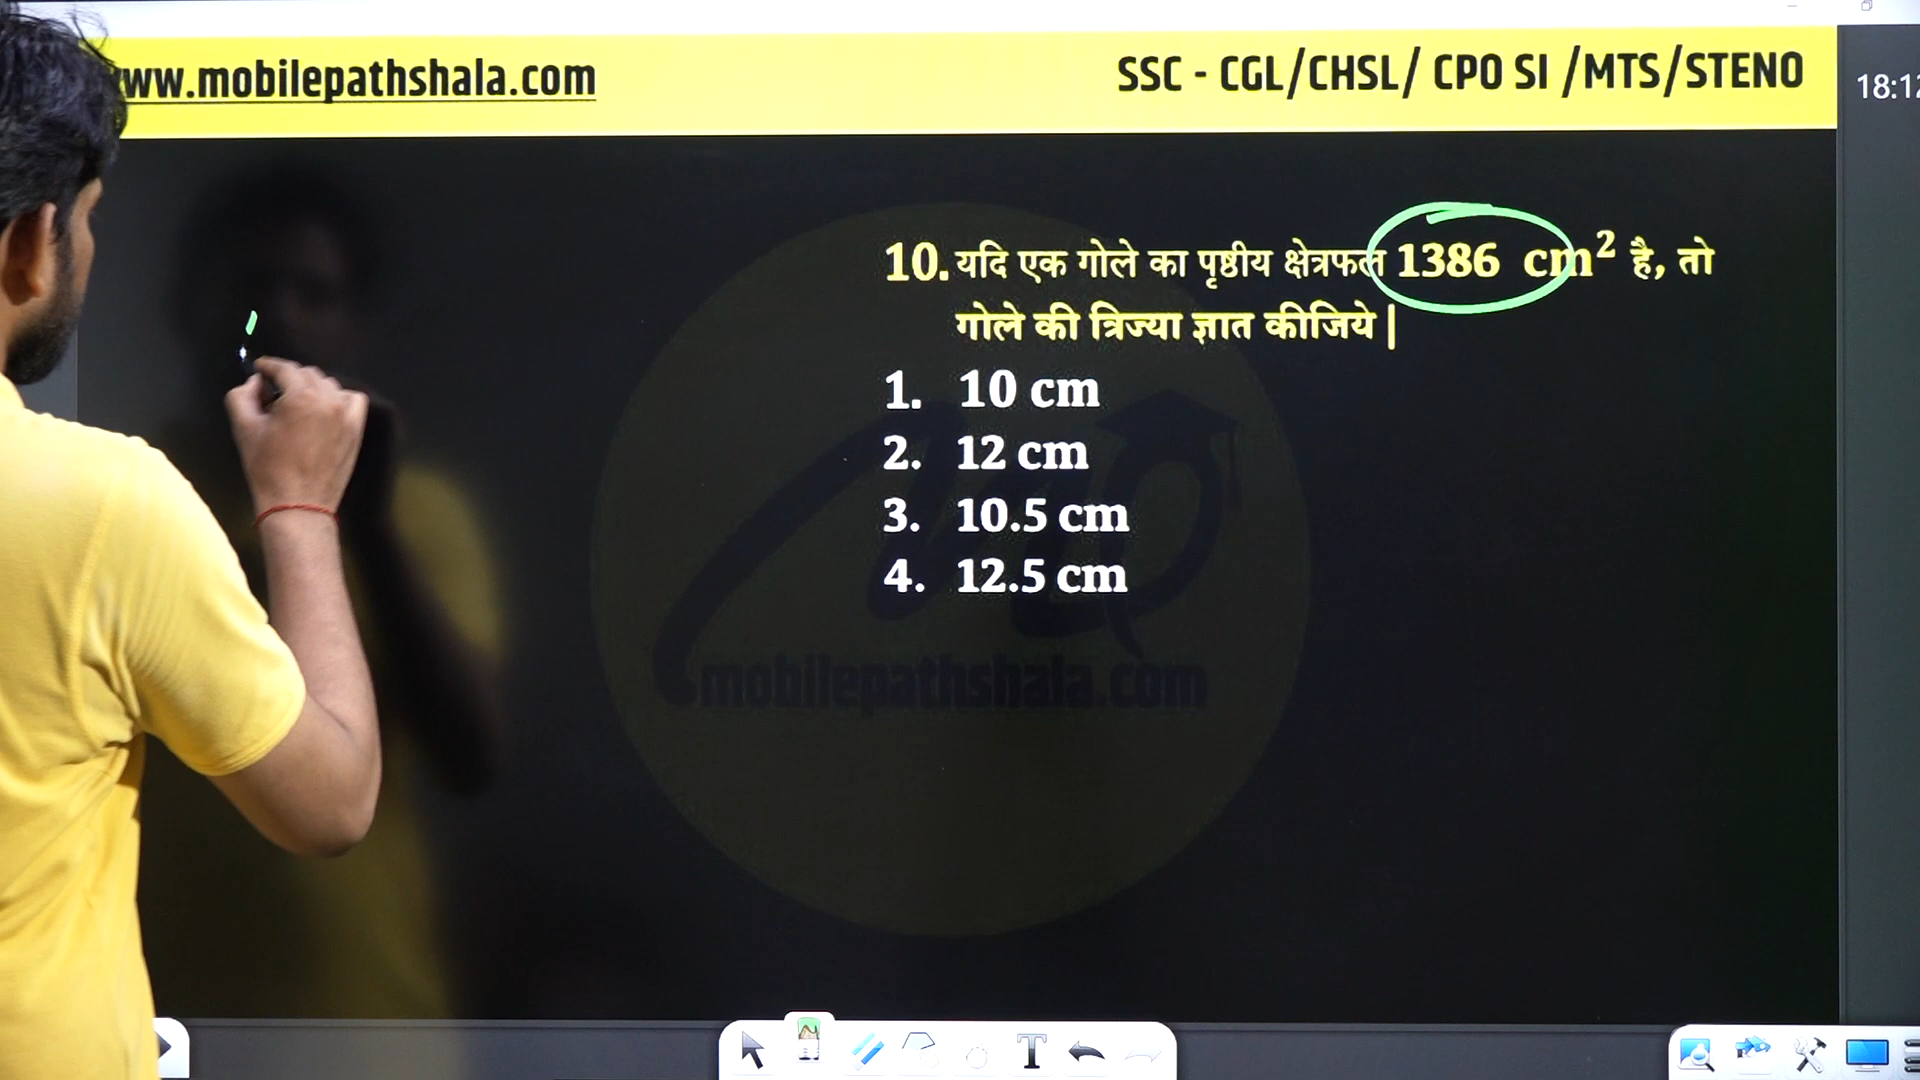 www.mobilepathshala.com
SSC - CGL/CHSL/ CPO SI /MTS/STENO
18:12
10. यदि एक गोले का पृष्ठीय क्षेत्रफल 1386 cm² है, तो
गोले की त्रिज्या ज्ञात कीजिये |
1. 10 cm
2. 12 cm
3. 10.5 cm
4. 12.5 cm
mobilepathshala.com
T